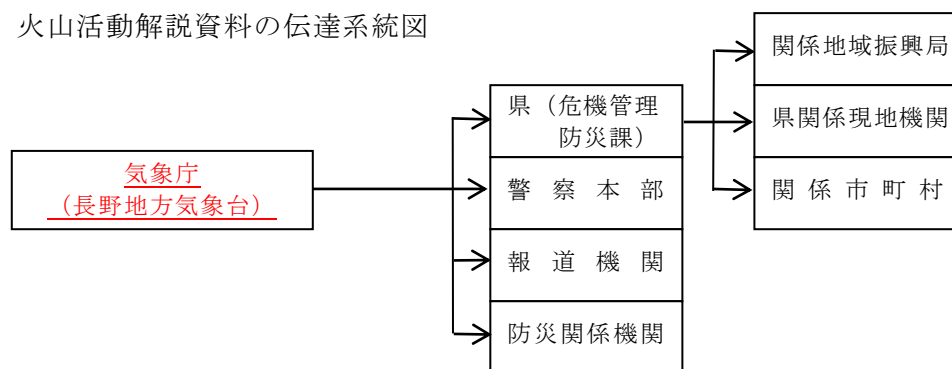 火山活動解説資料の伝達系統図
気象庁
（長野地方気象台）
県（危機管理
防災課）
警察本部
報道機関
防災関係機関
関係地域振興局
県関係現地機関
関係市町村